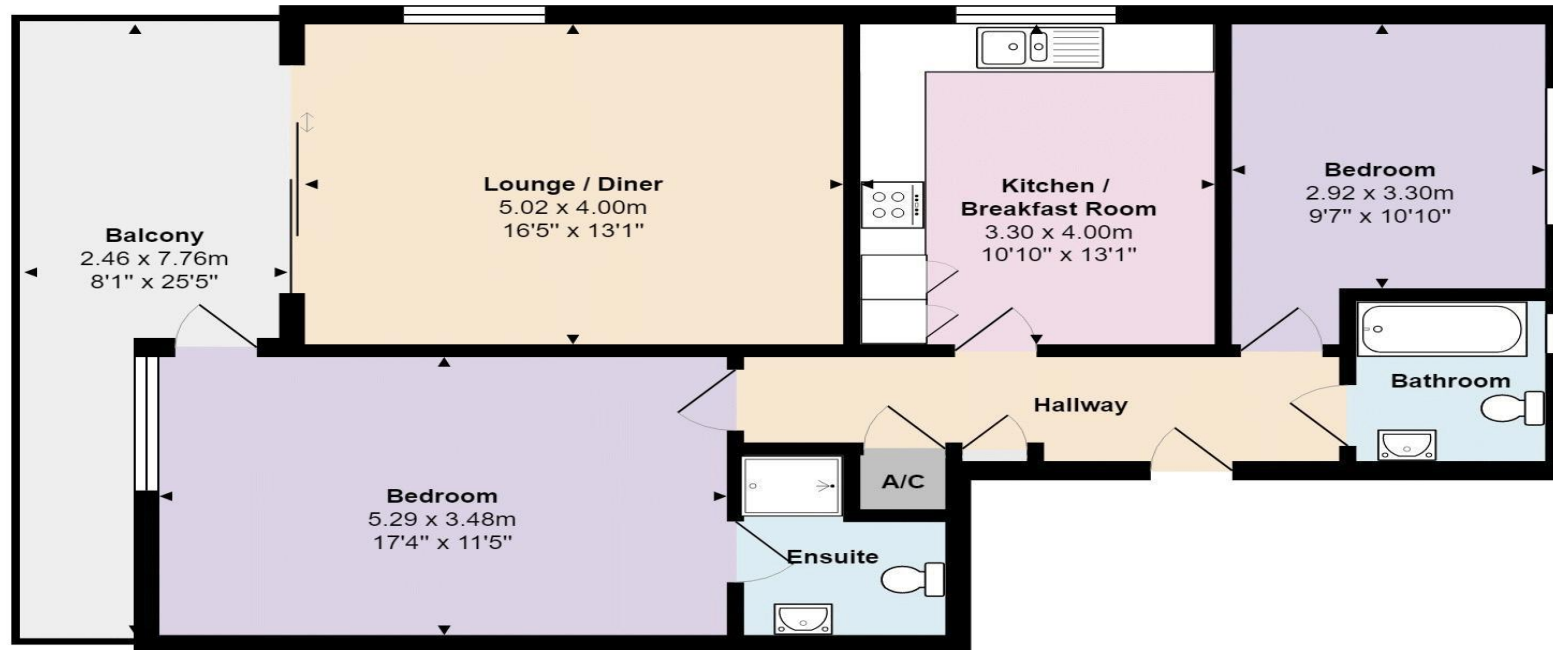 Balcony
2.46 x 7.76m
8'1" x 25'5"
Lounge / Diner
5.02 x 4.00m
16'5" x 13'1"
Kitchen /
Breakfast Room
3.30 x 4.00m
10'10" x 13'1"
Bedroom
2.92 x 3.30m
9'7" x 10'10"
Bathroom
Hallway
A/C
Bedroom
5.29 x 3.48m
17'4" x 11'5"
Ensuite